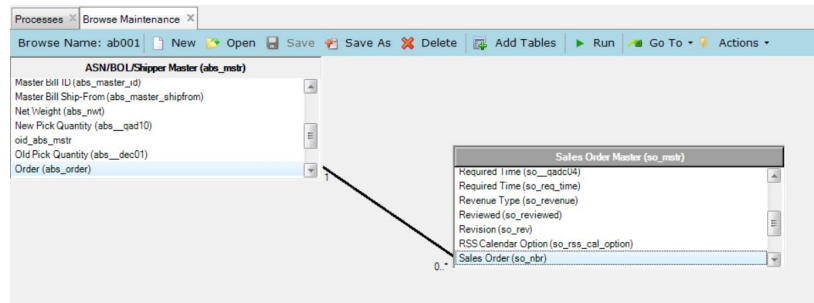 Processes X Browse Maintenance X
Browse Name: ab001 New Open Save Save As Delete Add Tables Run Go To Actions
ASN/BOL/Shipper Master (abs_mstr)
Master Bill ID (abs_master_id)
Master Bill Ship-From (abs_master_shipfrom)
Net Weight (abs_nwt)
New Pick Quantity (abs__qad10)
oid_abs_mstr
Old Pick Quantity (abs__dec01)
Order (abs_order)
1
Sales Order Master (so_mstr)
Required Time (so__qadc04)
Required Time (so_req_time)
Revenue Type (so_revenue)
Reviewed (so_reviewed)
Revision (so_rev)
RSS Calendar Option (so_rss_cal_option)
Sales Order (so_nbr)
0..*